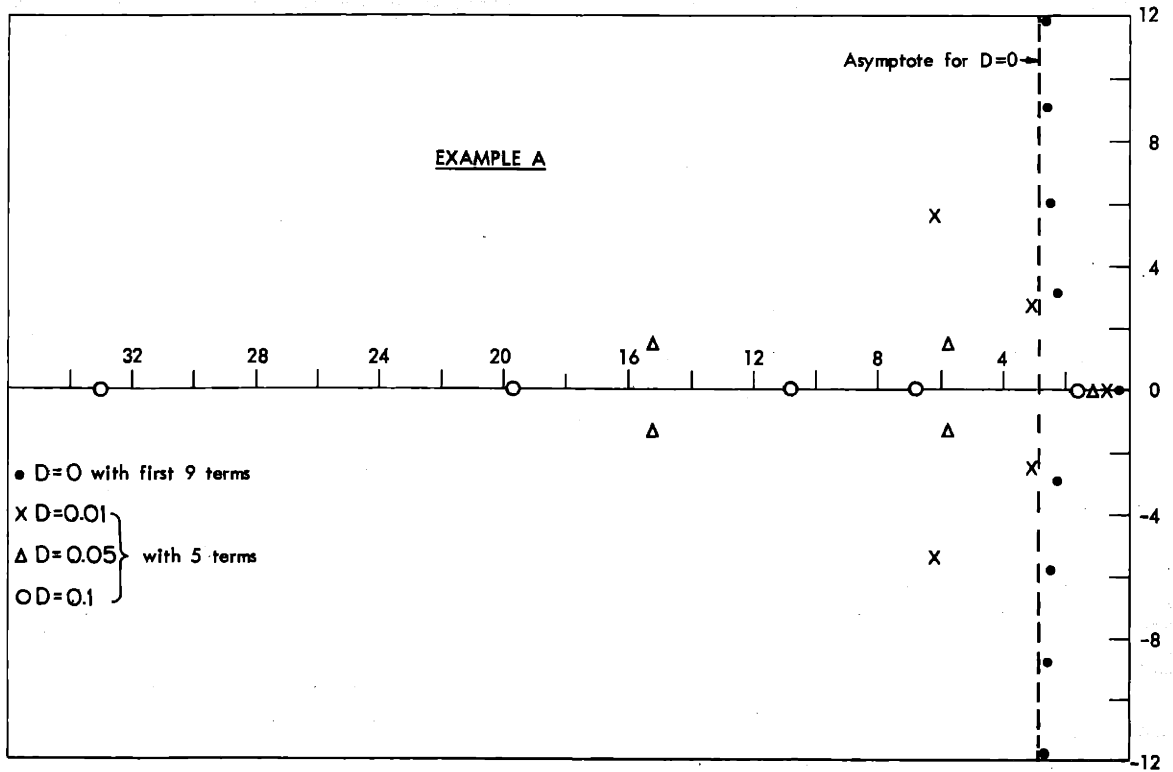 12
Asymptote for D=0
8
EXAMPLE A
4
32 28 24 20 16 12 8 4
0
• D=0 with first 9 terms
X D=0.01
-4
Δ D=0.05 with 5 terms
O D=0.1
-8
-12